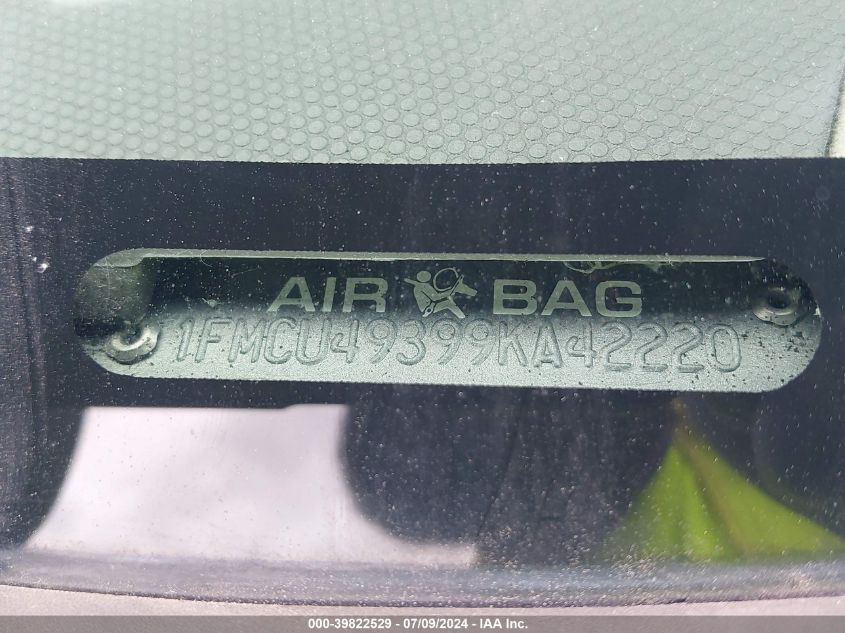 AIR BAG
1FMCU49399KA42220
000-39822529 - 07/09/2024 - IAA Inc.